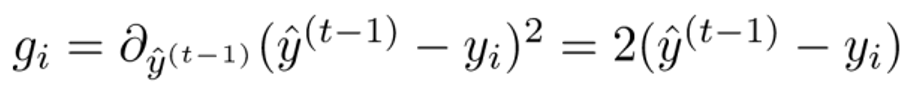 g_i = ∂_{ŷ^{(t−1)}} (ŷ^{(t−1)} − y_i)^2 = 2(ŷ^{(t−1)} − y_i)